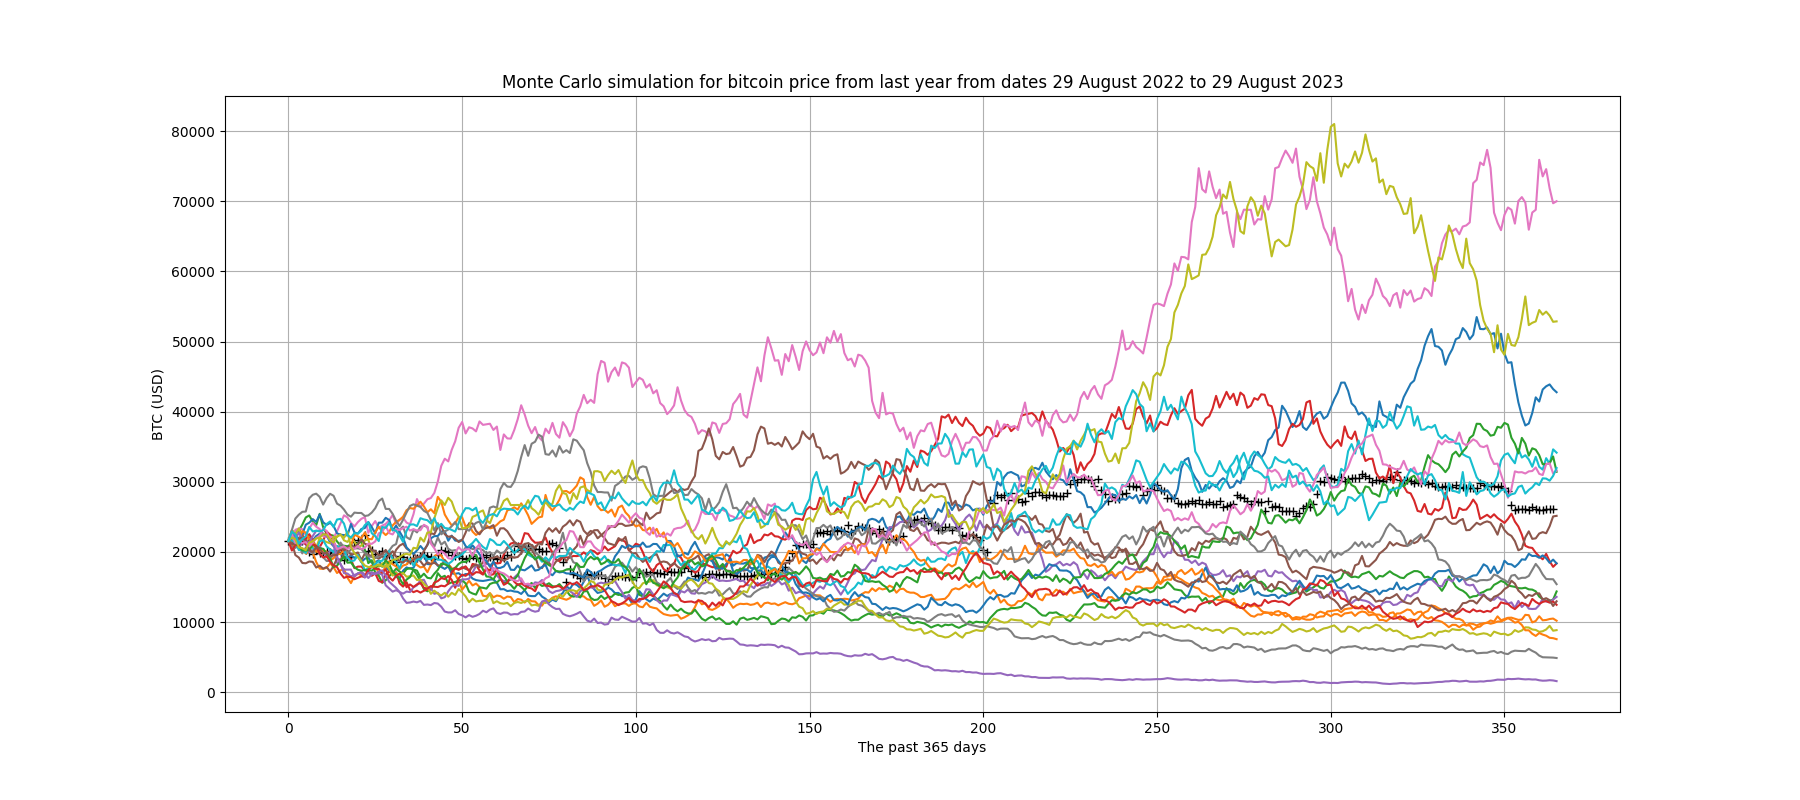 Monte Carlo simulation for bitcoin price from last year from dates 29 August 2022 to 29 August 2023
80000
70000
60000
50000
40000
30000
20000
10000
0
BTC (USD)
0 50 100 150 200 250 300 350
The past 365 days